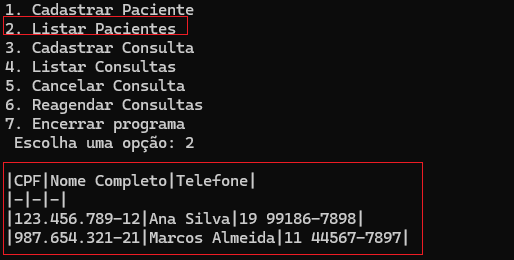 1. Cadastrar Paciente
2. Listar Pacientes
3. Cadastrar Consulta
4. Listar Consultas
5. Cancelar Consulta
6. Reagendar Consultas
7. Encerrar programa
Escolha uma opção: 2
|CPF|Nome Completo|Telefone|
|-|-|-|
|123.456.789-12|Ana Silva|19 99186-7898|
|987.654.321-21|Marcos Almeida|11 44567-7897|